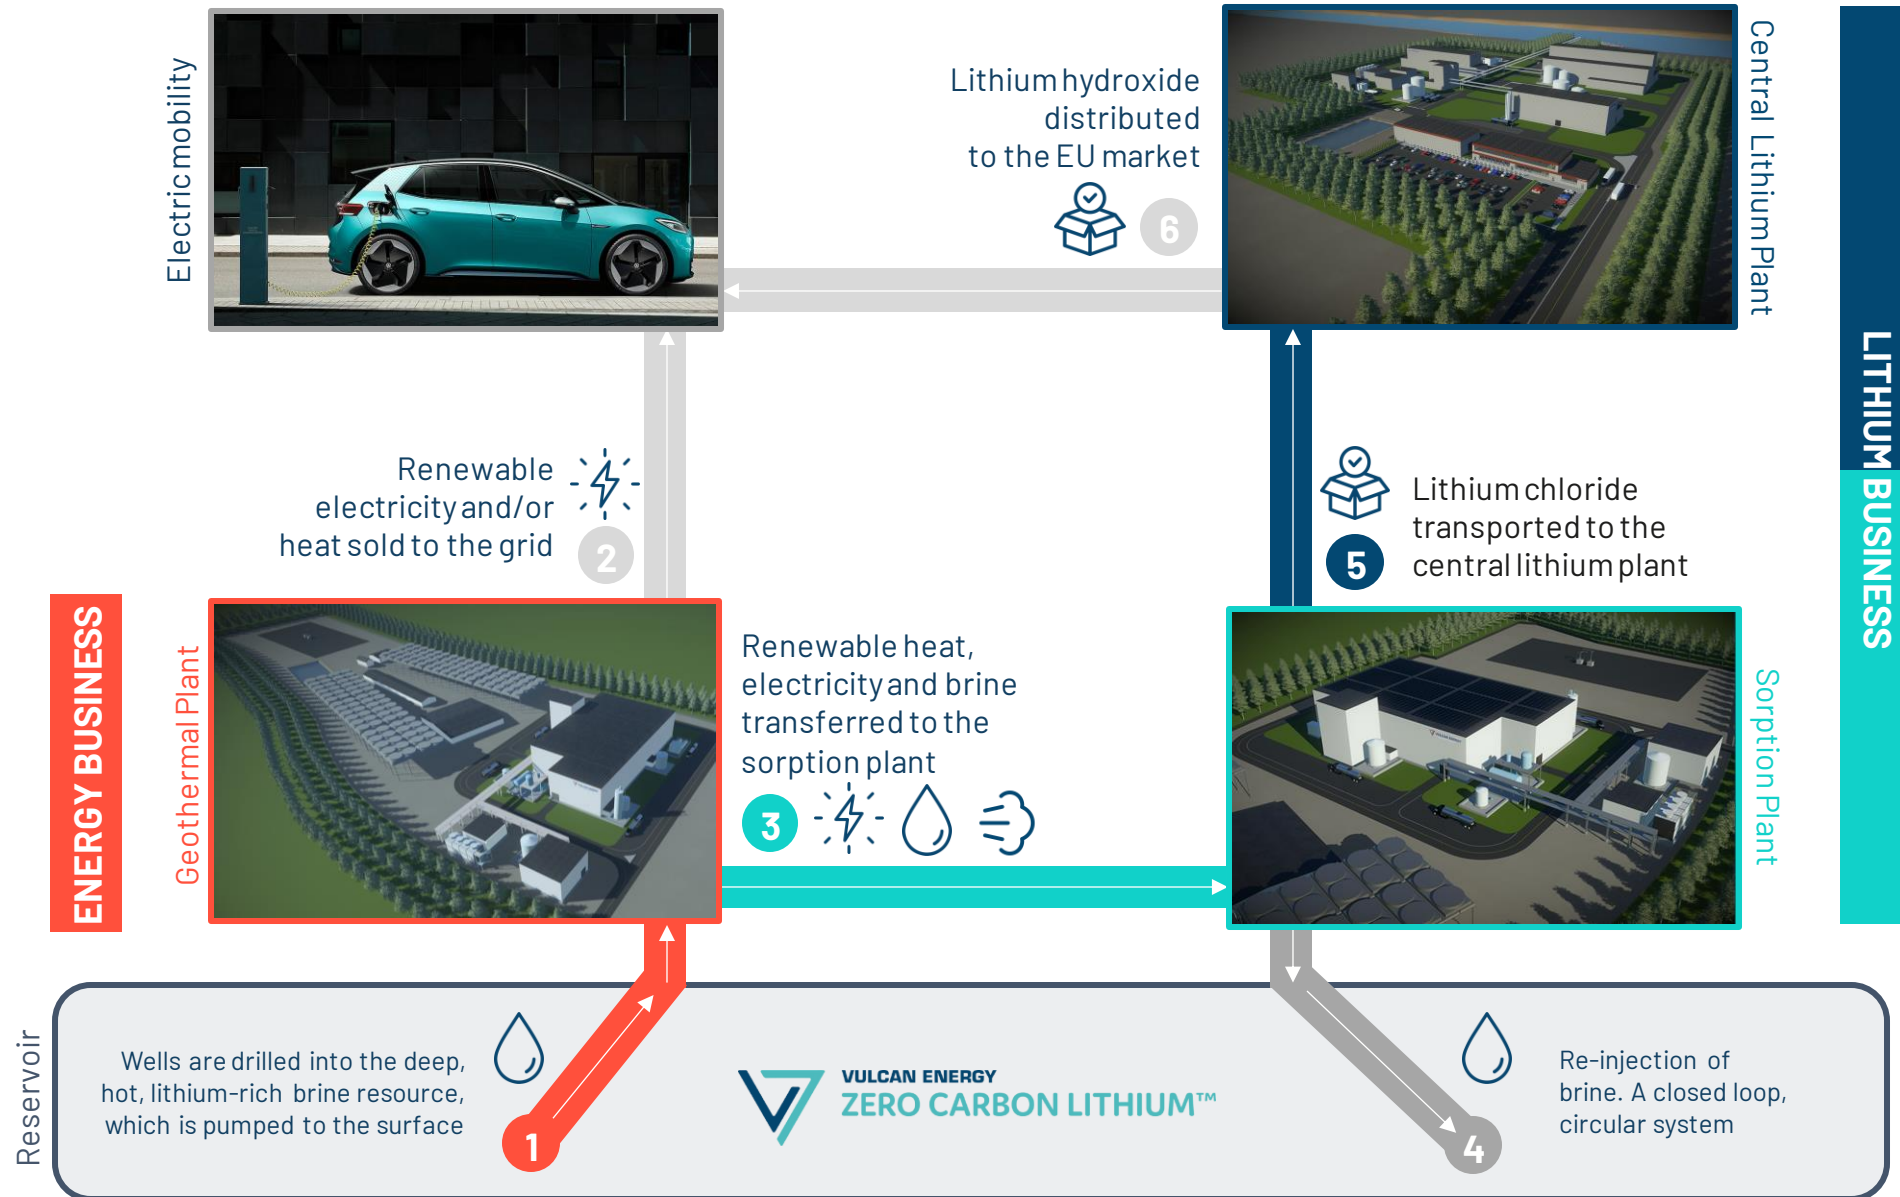 Electric mobility
Lithium hydroxide
distributed
to the EU market
6
Central Lithium Plant
LITHIUM BUSINESS
Renewable
electricity and/or
heat sold to the grid
2
5
Lithium chloride
transported to the
central lithium plant
ENERGY BUSINESS
Geothermal Plant
Renewable heat,
electricity and brine
transferred to the
sorption plant
3
Sorption Plant
Reservoir
Wells are drilled into the deep,
hot, lithium-rich brine resource,
which is pumped to the surface
1
VULCAN ENERGY
ZERO CARBON LITHIUM™
4
Re-injection of
brine. A closed loop,
circular system